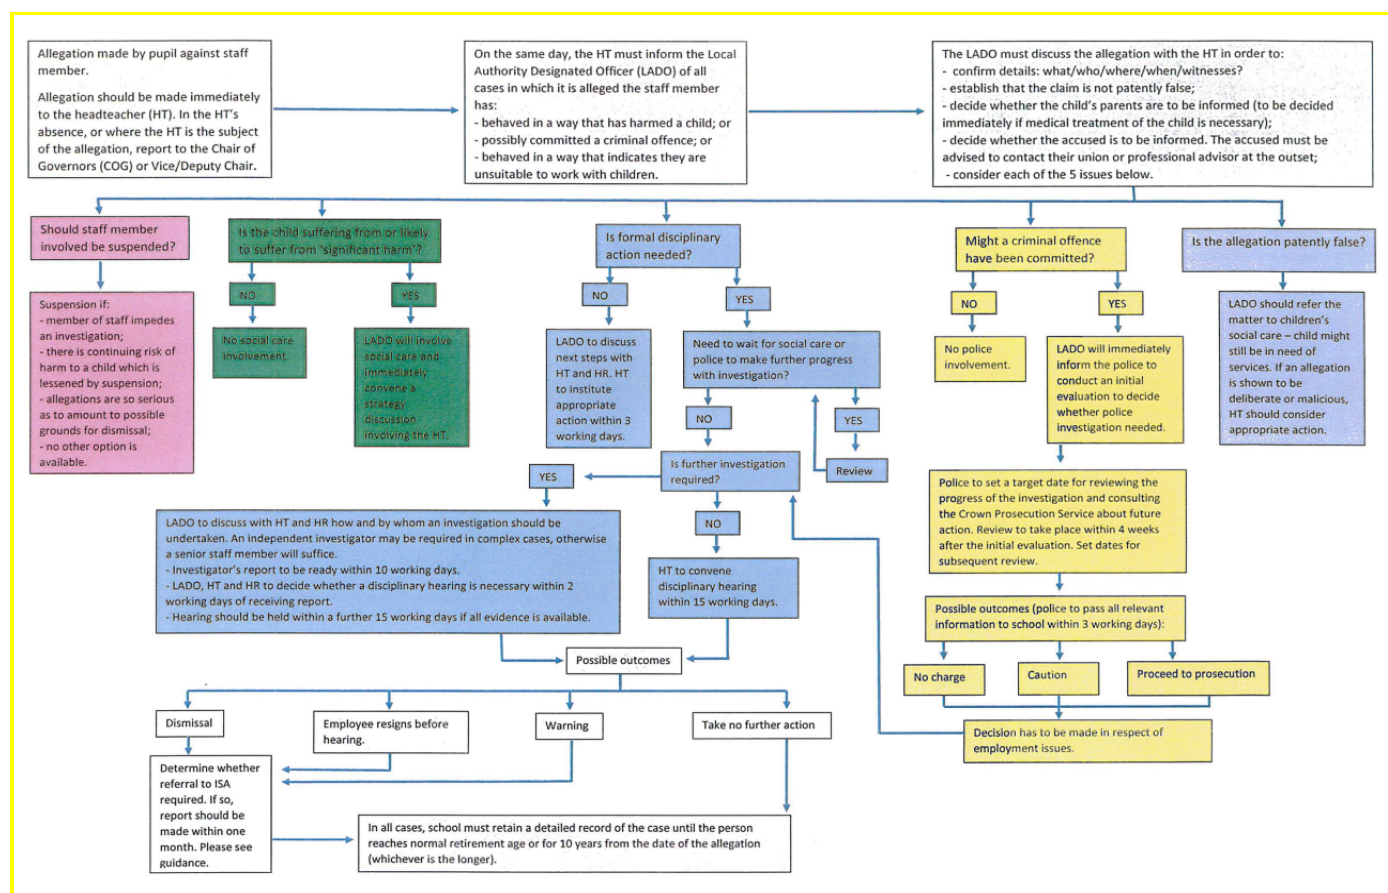 Allegation made by pupil against staff
member.
Allegation should be made immediately
to the headteacher (HT). In the HT's
absence, or where the HT is the subject
of the allegation, report to the Chair of
Governors (COG) or Vice/Deputy Chair.
On the same day, the HT must inform the Local
Authority Designated Officer (LADO) of all
cases in which it is alleged the staff member
has:
- behaved in a way that has harmed a child; or
- possibly committed a criminal offence; or
- behaved in a way that indicates they are
unsuitable to work with children.
The LADO must discuss the allegation with the HT in order to:
- confirm details: what/who/where/when/witnesses?
- establish that the claim is not patently false;
- decide whether the child's parents are to be informed (to be decided
immediately if medical treatment of the child is necessary);
- decide whether the accused is to be informed. The accused must be
advised to contact their union or professional advisor at the outset;
- consider each of the 5 issues below.
Should staff member
involved be suspended?
Suspension if:
- member of staff impedes
an investigation;
- there is continuing risk of
harm to a child which is
lessened by suspension;
- allegations are so serious
as to amount to possible
grounds for dismissal;
- no other option is
available.
Is the child suffering from or likely
to suffer from 'significant harm'?
NO
YES
No social care
involvement.
LADO will involve
social care and
immediately
convene a
strategy
discussion
involving the HT.
Is formal disciplinary
action needed?
NO
YES
LADO to discuss
next steps with
HT and HR. HT
to institute
appropriate
action within 3
working days.
Need to wait for social care or
police to make further progress
with investigation?
NO
YES
Review
Is further investigation
required?
YES
NO
LADO to discuss with HT and HR how and by whom an investigation should be
undertaken. An independent investigator may be required in complex cases, otherwise
a senior staff member will suffice.
- Investigator's report to be ready within 10 working days.
- LADO, HT and HR to decide whether a disciplinary hearing is necessary within 2
working days of receiving report.
- Hearing should be held within a further 15 working days if all evidence is available.
HT to convene
disciplinary hearing
within 15 working days.
Might a criminal offence
have been committed?
NO
YES
No police
involvement.
LADO will immediately
inform the police to
conduct an initial
evaluation to decide
whether police
investigation needed.
Police to set a target date for reviewing the
progress of the investigation and consulting
the Crown Prosecution Service about future
action. Review to take place within 4 weeks
after the initial evaluation. Set dates for
subsequent review.
Possible outcomes (police to pass all relevant
information to school within 3 working days):
No charge
Caution
Proceed to prosecution
Decision has to be made in respect of
employment issues.
Is the allegation patently false?
LADO should refer the
matter to children's
social care – child might
still be in need of
services. If an allegation
is shown to be
deliberate or malicious,
HT should consider
appropriate action.
Possible outcomes
Dismissal
Employee resigns before
hearing.
Warning
Take no further action
Determine whether
referral to ISA
required. If so,
report should be
made within one
month. Please see
guidance.
In all cases, school must retain a detailed record of the case until the person
reaches normal retirement age or for 10 years from the date of the allegation
(whichever is the longer).